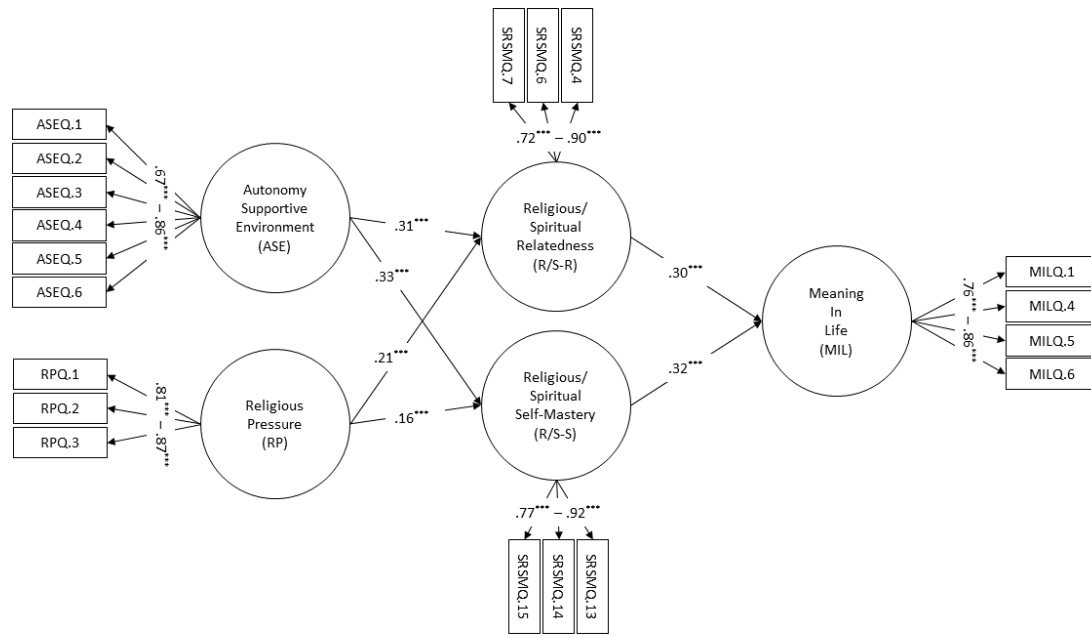 SRSMQ.7
SRSMQ.6
SRSMQ.4
.72*** – .90***
ASEQ.1
ASEQ.2
ASEQ.3
ASEQ.4
ASEQ.5
ASEQ.6
.67*** – .86***
Autonomy
Supportive
Environment
(ASE)
.31***
.33***
Religious/
Spiritual
Relatedness
(R/S-R)
.30***
Meaning
In
Life
(MIL)
.76*** – .86***
MILQ.1
MILQ.4
MILQ.5
MILQ.6
RPQ.1
RPQ.2
RPQ.3
.81*** – .87***
Religious
Pressure
(RP)
.21***
.16***
Religious/
Spiritual
Self-Mastery
(R/S-S)
.32***
.77*** – .92***
SRSMQ.15
SRSMQ.14
SRSMQ.13